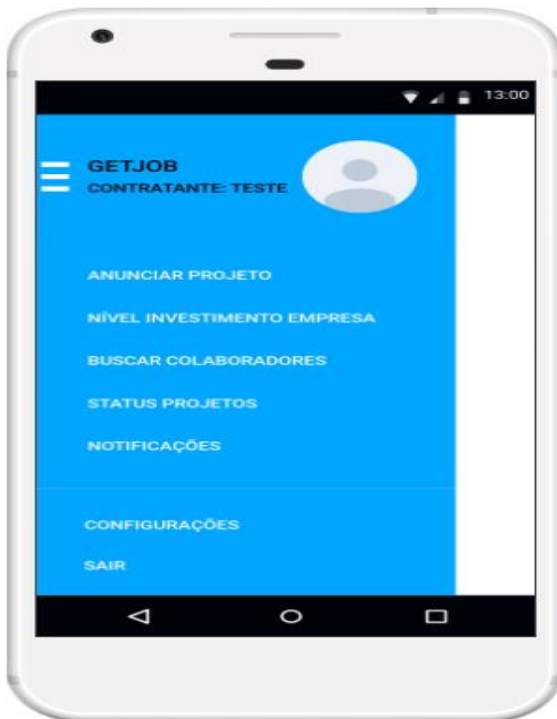 13:00
GETJOB
CONTRATANTE: TESTE
ANUNCIAR PROJETO
NÍVEL INVESTIMENTO EMPRESA
BUSCAR COLABORADORES
STATUS PROJETOS
NOTIFICAÇÕES
CONFIGURAÇÕES
SAIR